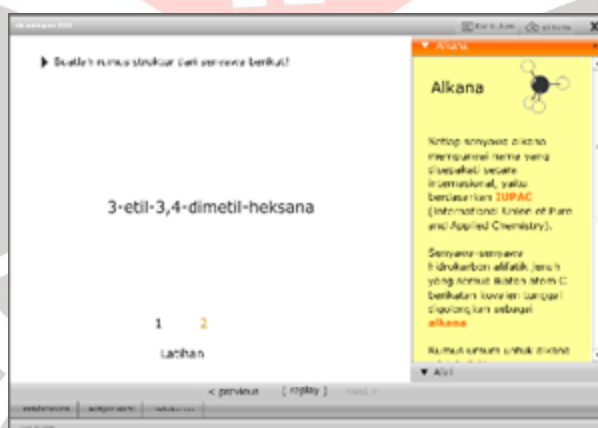 ▶ Buatlah rumus struktur dari senyawa berikut!
3-etil-3,4-dimetil-heksana
1 2
Latihan
< previous ( replay ) next >
▼ Alkana
Alkana
Setiap senyawa alkana
mempunyai nama yang
disepakati secara
internasional, yaitu
berdasarkan IUPAC
(International Union of Pure
and Applied Chemistry).
Senyawa-senyawa
hidrokarbon alifatik jenuh
yang semua ikatan atom C
berikatan kovalen tunggal
digolongkan sebagai
alkana
Rumus umum untuk alkana
▼ Alkil